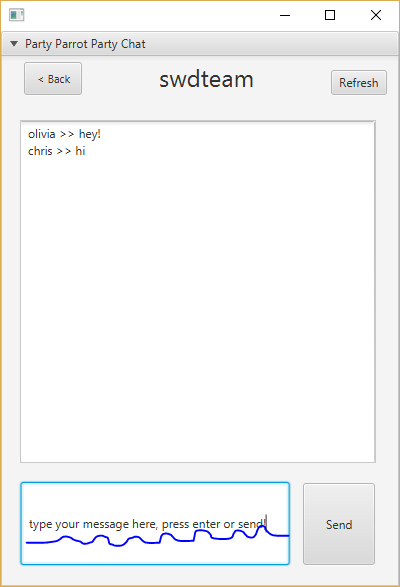 Party Parrot Party Chat
< Back
swdteam
Refresh
olivia >> hey!
chris >> hi
type your message here, press enter or send!
Send